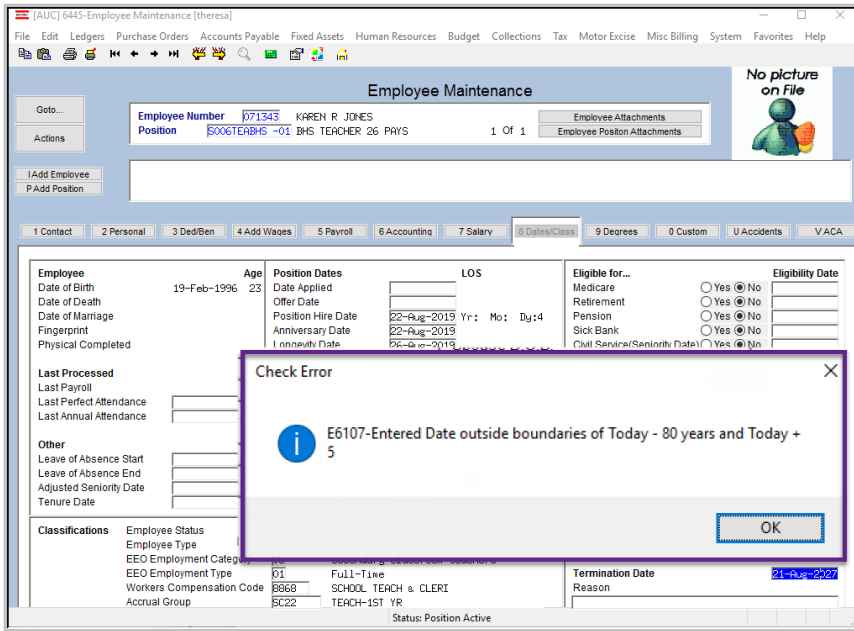 [AUC] 6445-Employee Maintenance [theresa]
File Edit Ledgers Purchase Orders Accounts Payable Fixed Assets Human Resources Budget Collections Tax Motor Excise Misc Billing System Favorites Help
No picture
on File
Employee Maintenance
Goto...
Actions
Employee Number 071343 KAREN R JONES
Position S006TEABHS -01 BHS TEACHER 26 PAYS 1 Of 1
Employee Attachments
Employee Positon Attachments
I Add Employee
P Add Position
1 Contact 2 Personal 3 Ded/Ben 4 Add Wages 5 Payroll 6 Accounting 7 Salary 8 Dates/Class 9 Degrees 0 Custom U Accidents V ACA
Employee Age Position Dates LOS Eligible for... Eligibility Date
Date of Birth 19-Feb-1996 23 Date Applied Medicare Yes No
Date of Death Offer Date Retirement Yes No
Date of Marriage Position Hire Date 22-Aug-2019 Yr: Mo: Dy:4 Pension Yes No
Fingerprint Anniversary Date 22-Aug-2019 Sick Bank Yes No
Physical Completed Longevity Date 26-Aug-2019 Civil Service(Seniority Date) Yes No
Last Processed
Last Payroll
Last Perfect Attendance
Last Annual Attendance
Other
Leave of Absence Start
Leave of Absence End
Adjusted Seniority Date
Tenure Date
Check Error
E6107-Entered Date outside boundaries of Today - 80 years and Today +
5
OK
Classifications Employee Status
Employee Type
EEO Employment Category
EEO Employment Type 01 Full-Time
Workers Compensation Code 8868 SCHOOL TEACH & CLERI
Accrual Group SC22 TEACH-1ST YR
Termination Date 21-Aug-2027
Reason
Status: Position Active